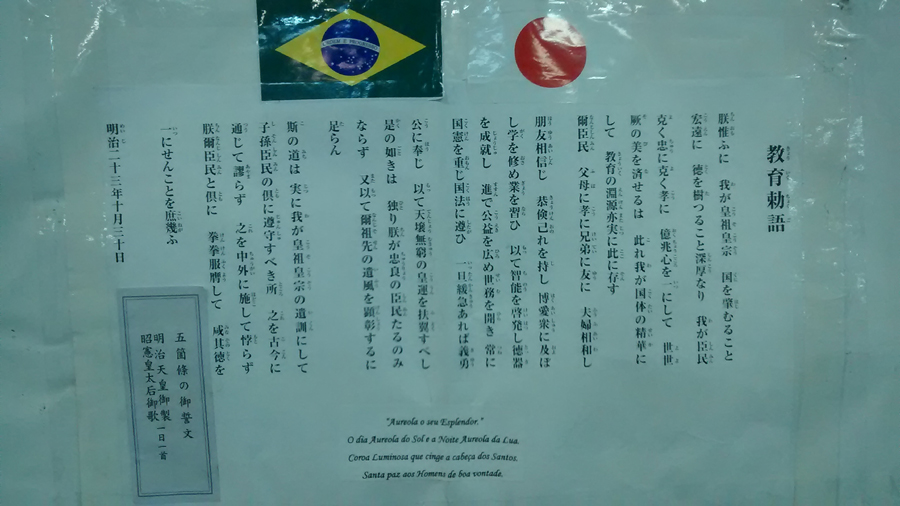 教育勅語
朕惟ふに 我が皇祖皇宗 国を肇むること
宏遠に 徳を樹つること深厚なり 我が臣民
克く忠に克く孝に 億兆心を一にして 世世
厥の美を済せるは 此れ我が国体の精華に
して 教育の淵源亦実に此に存す
爾臣民 父母に孝に兄弟に友に 夫婦相和し
朋友相信じ 恭倹己れを持し 博愛衆に及ぼ
し学を修め業を習ひ 以て智能を啓発し徳器
を成就し 進で公益を広め世務を開き 常に
国憲を重じ国法に遵ひ 一旦緩急あれば義勇
公に奉じ 以て天壌無窮の皇運を扶翼すべし
是の如きは 独り朕が忠良の臣民たるのみ
ならず 又以て爾祖先の遺風を顕彰するに
足らん
斯の道は 実に我が皇祖皇宗の遺訓にして
子孫臣民の倶に遵守すべき所 之を古今に
通じて謬らず 之を中外に施して悖らず
朕爾臣民と倶に 拳拳服膺して 咸其徳を
一にせんことを庶幾ふ
明治二十三年十月三十日
五箇條の御誓文
明治天皇御製
昭憲皇太后御歌 一日一首
"Aureola o seu Esplendor."
O dia Aureola do Sol e a Noite Aureola da Lua.
Coroa Luminosa que cinge a cabeça dos Santos.
Santa paz aos Homens de boa vontade.